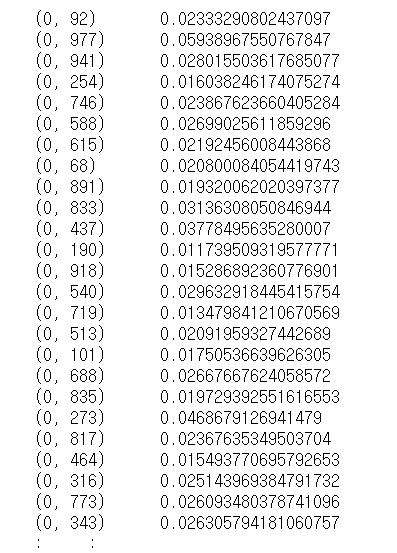 (0, 92) 0.02333290802437097
(0, 977) 0.05938967550767847
(0, 941) 0.028015503617685077
(0, 254) 0.016038246174075274
(0, 746) 0.023867623660405284
(0, 588) 0.02699025611859296
(0, 615) 0.02192456008443868
(0, 68) 0.020800084054419743
(0, 891) 0.019320062020397377
(0, 833) 0.03136308050846944
(0, 437) 0.03778495635280007
(0, 190) 0.011739509319577771
(0, 918) 0.015286892360776901
(0, 540) 0.029632918445415754
(0, 719) 0.013479841210670569
(0, 513) 0.02091959327442689
(0, 101) 0.01750536639626305
(0, 688) 0.02667667624058572
(0, 835) 0.019729392551616553
(0, 273) 0.0468679126941479
(0, 817) 0.02367635349503704
(0, 464) 0.015493770695792653
(0, 316) 0.025143969384791732
(0, 773) 0.026093480378741096
(0, 343) 0.026305794181060757
: :